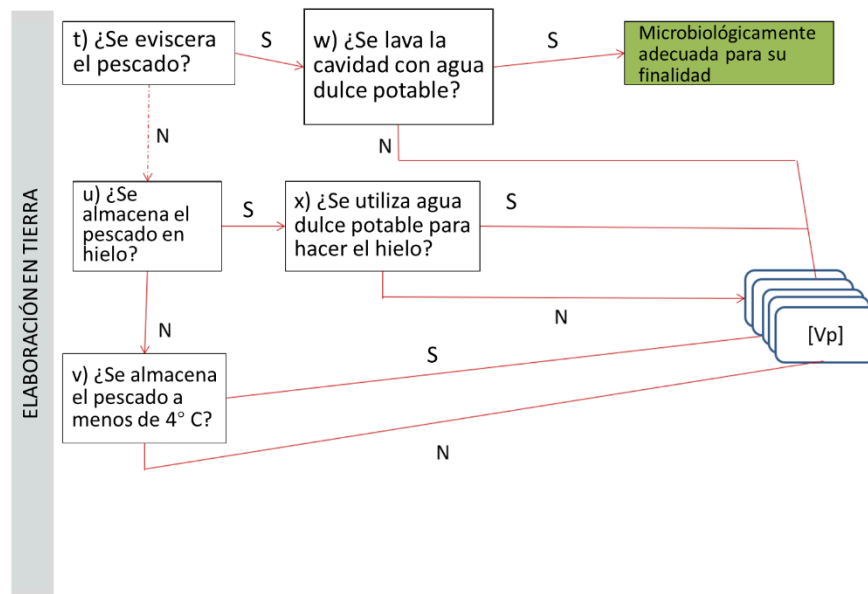 ELABORACIÓN EN TIERRA
t) ¿Se eviscera
el pescado?
S
w) ¿Se lava la
cavidad con agua
dulce potable?
S
Microbiológicamente
adecuada para su
finalidad
N
N
u) ¿Se
almacena el
pescado en
hielo?
S
x) ¿Se utiliza agua
dulce potable para
hacer el hielo?
S
N
N
[Vp]
v) ¿Se almacena
el pescado a
menos de 4° C?
S
N